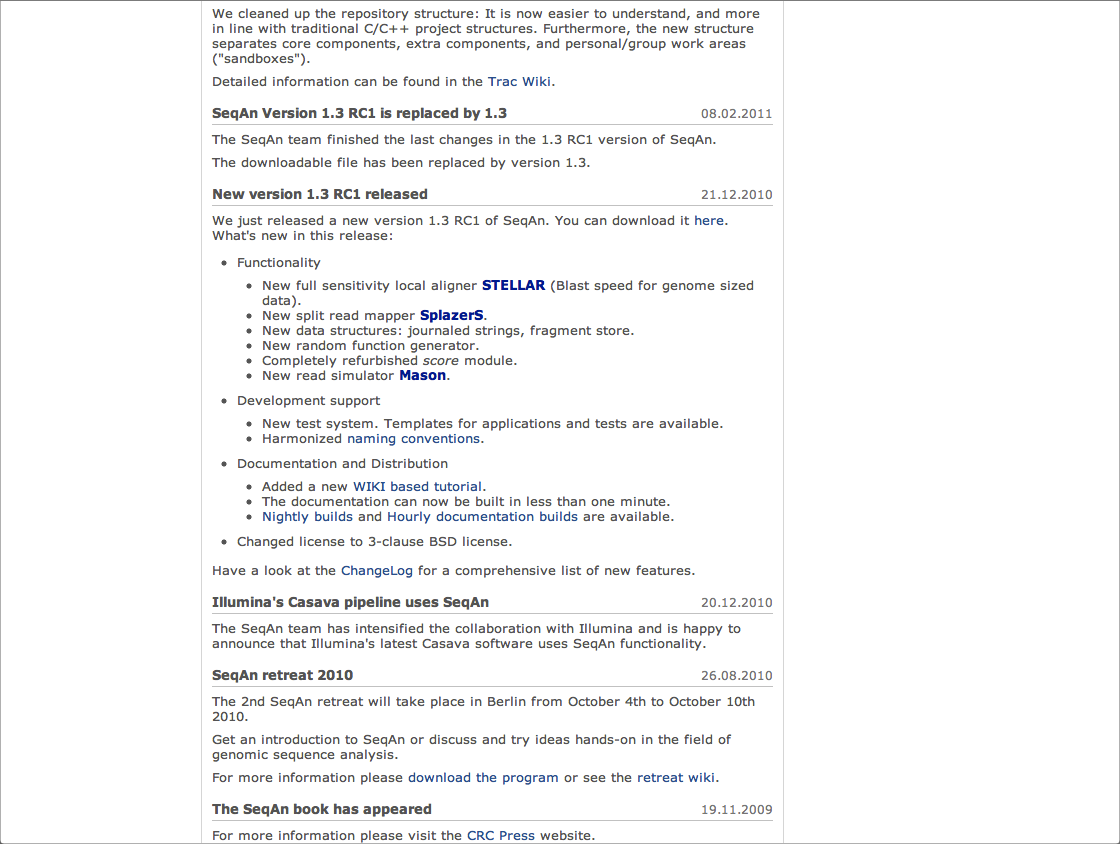 We cleaned up the repository structure: It is now easier to understand, and more
in line with traditional C/C++ project structures. Furthermore, the new structure
separates core components, extra components, and personal/group work areas
("sandboxes").
Detailed information can be found in the Trac Wiki.
SeqAn Version 1.3 RC1 is replaced by 1.3 08.02.2011
The SeqAn team finished the last changes in the 1.3 RC1 version of SeqAn.
The downloadable file has been replaced by version 1.3.
New version 1.3 RC1 released 21.12.2010
We just released a new version 1.3 RC1 of SeqAn. You can download it here.
What's new in this release:
• Functionality
• New full sensitivity local aligner STELLAR (Blast speed for genome sized
data).
• New split read mapper SplazerS.
• New data structures: journaled strings, fragment store.
• New random function generator.
• Completely refurbished score module.
• New read simulator Mason.
• Development support
• New test system. Templates for applications and tests are available.
• Harmonized naming conventions.
• Documentation and Distribution
• Added a new WIKI based tutorial.
• The documentation can now be built in less than one minute.
• Nightly builds and Hourly documentation builds are available.
• Changed license to 3-clause BSD license.
Have a look at the ChangeLog for a comprehensive list of new features.
Illumina's Casava pipeline uses SeqAn 20.12.2010
The SeqAn team has intensified the collaboration with Illumina and is happy to
announce that Illumina's latest Casava software uses SeqAn functionality.
SeqAn retreat 2010 26.08.2010
The 2nd SeqAn retreat will take place in Berlin from October 4th to October 10th
2010.
Get an introduction to SeqAn or discuss and try ideas hands-on in the field of
genomic sequence analysis.
For more information please download the program or see the retreat wiki.
The SeqAn book has appeared 19.11.2009
For more information please visit the CRC Press website.